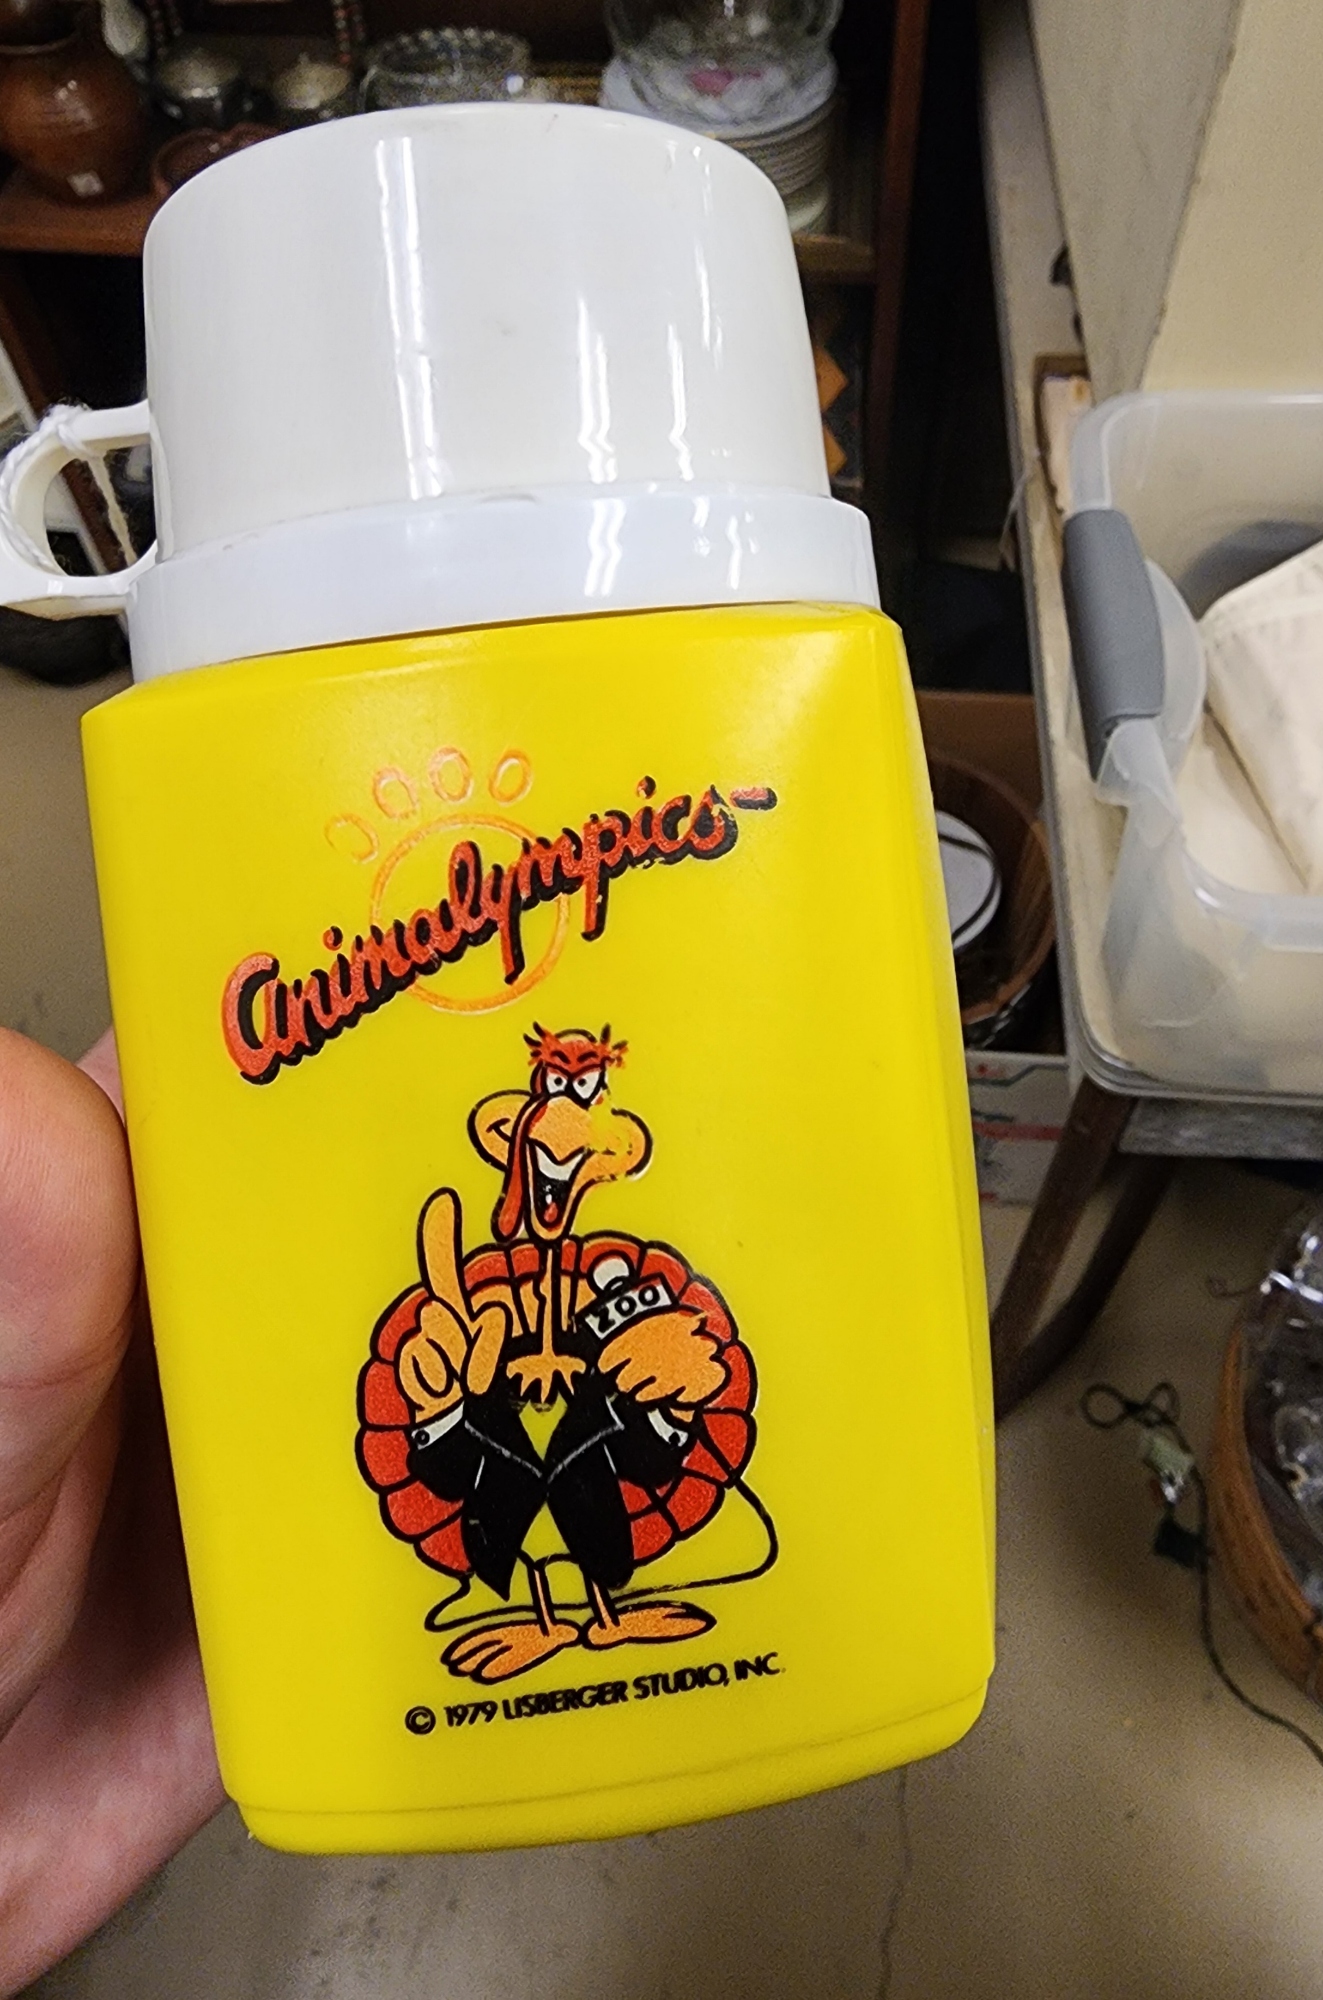 animalympics
ZOO
© 1979 LISBERGER STUDIO, INC.